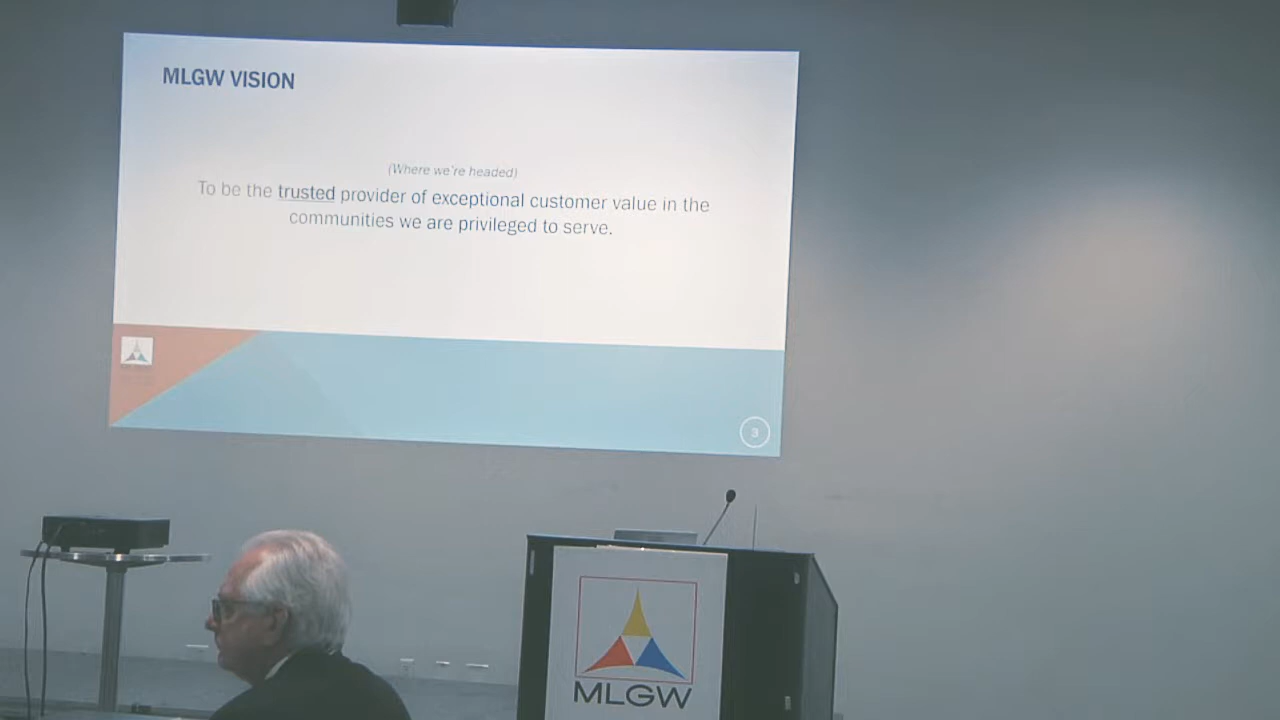 MLGW VISION
(Where we're headed)
To be the trusted provider of exceptional customer value in the
communities we are privileged to serve.
3
MLGW